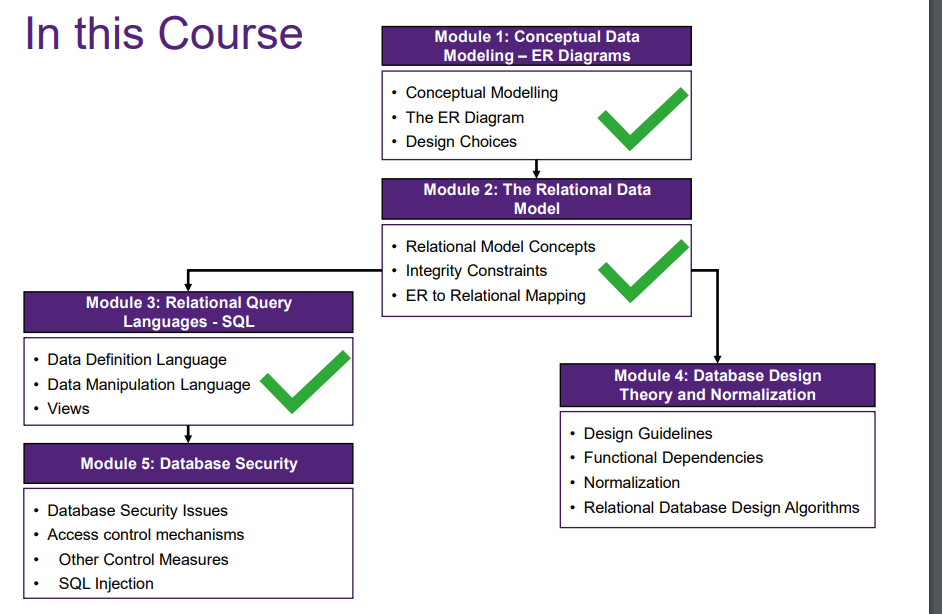 In this Course
Module 1: Conceptual Data
Modeling – ER Diagrams
• Conceptual Modelling
• The ER Diagram
• Design Choices
Module 2: The Relational Data
Model
• Relational Model Concepts
• Integrity Constraints
• ER to Relational Mapping
Module 3: Relational Query
Languages - SQL
• Data Definition Language
• Data Manipulation Language
• Views
Module 4: Database Design
Theory and Normalization
• Design Guidelines
• Functional Dependencies
• Normalization
• Relational Database Design Algorithms
Module 5: Database Security
• Database Security Issues
• Access control mechanisms
• Other Control Measures
• SQL Injection